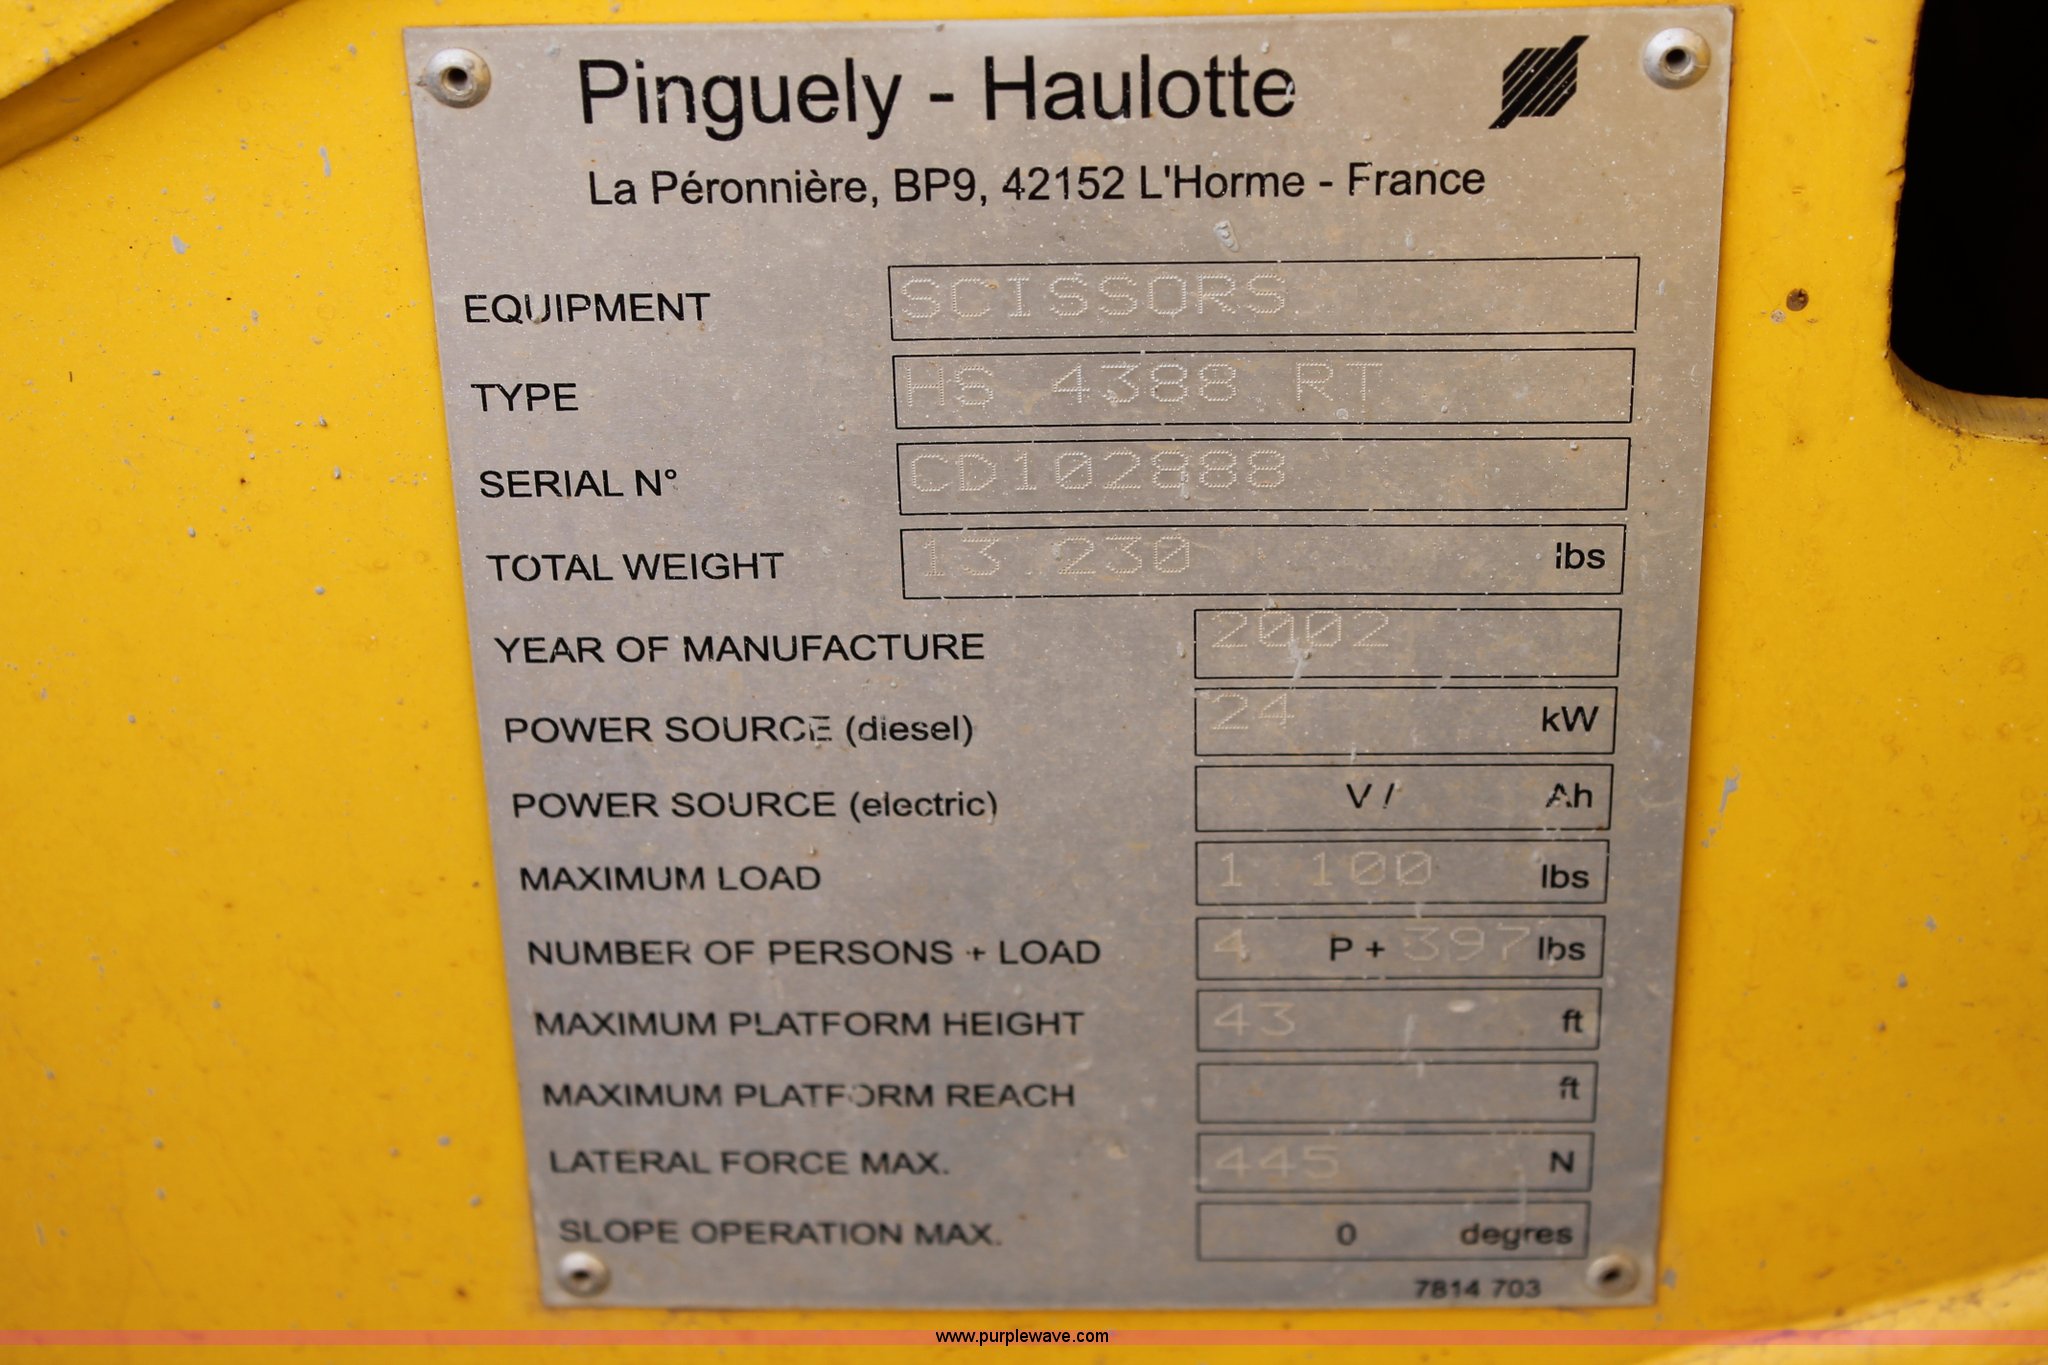 Pinguely - Haulotte
La Péronnière, BP9, 42152 L'Horme - France
EQUIPMENT SCISSORS
TYPE HS 4388 RT
SERIAL N° CD102888
TOTAL WEIGHT 13.230 lbs
YEAR OF MANUFACTURE 2002
POWER SOURCE (diesel) 24 kW
POWER SOURCE (electric) V / Ah
MAXIMUM LOAD 1 100 lbs
NUMBER OF PERSONS + LOAD 4 P + 397 lbs
MAXIMUM PLATFORM HEIGHT 43 ft
MAXIMUM PLATFORM REACH ft
LATERAL FORCE MAX. 445 N
SLOPE OPERATION MAX. 0 degres
7814 703
www.purplewave.com